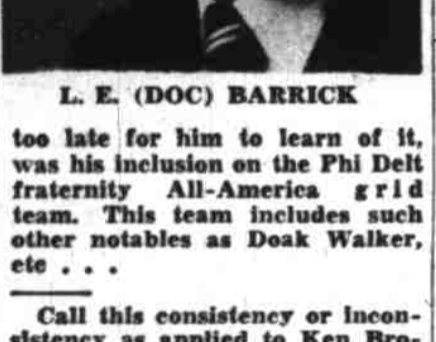 L. E. (DOC) BARRICK
too late for him to learn of it,
was his inclusion on the Phi Delt
fraternity All-America grid
team. This team includes such
other notables as Doak Walker,
etc . . .
Call this consistency or incon-
sistency as applied to Ken Bro-